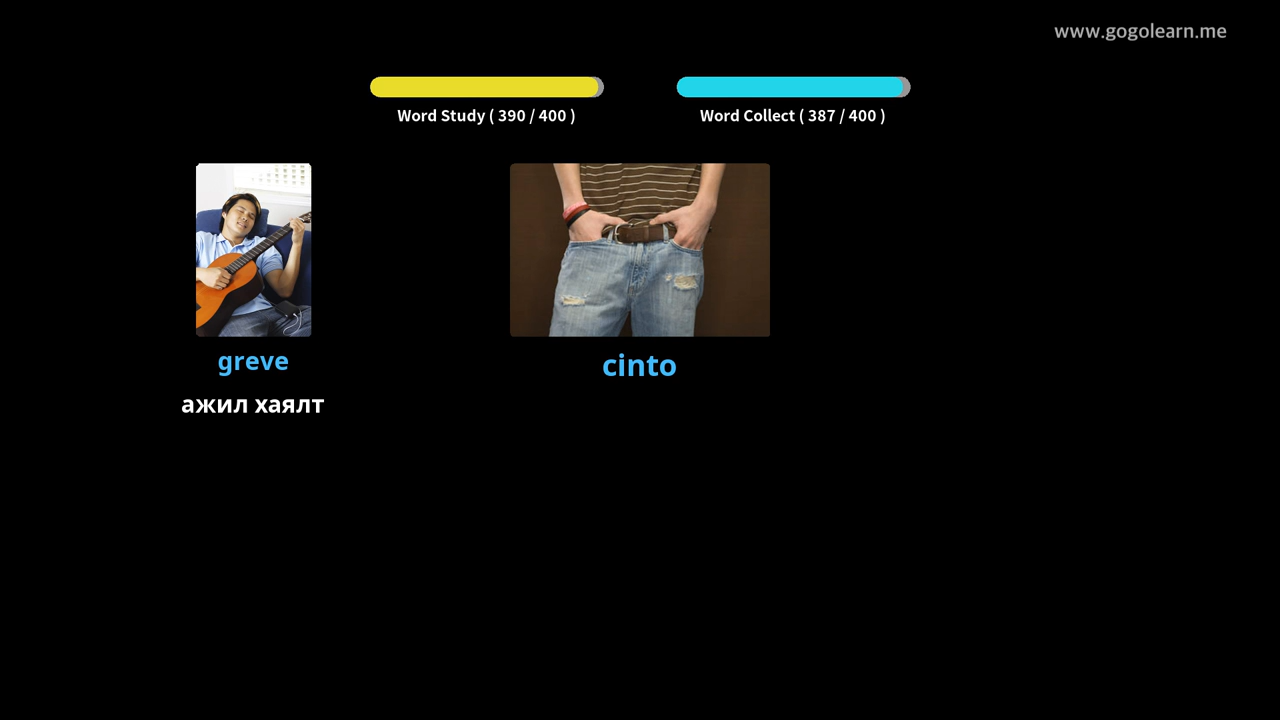 www.gogolearn.me
Word Study ( 390 / 400 )
Word Collect ( 387 / 400 )
greve
ажил хаялт
cinto